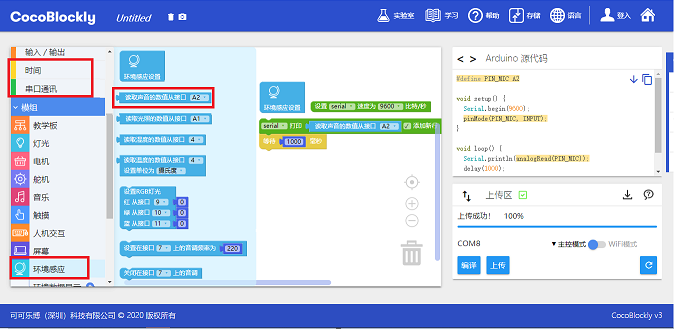 CocoBlockly Untitled 实验室 学习 帮助 存储 语言 登入
输入 / 输出
时间
串口通讯
模组
教学板
灯光
电机
舵机
音乐
触摸
人机交互
屏幕
环境感应
环境数据显示
环境感应设置
读取声音的数值从接口 A2
读取光得的数值从接口 A1
读取湿度的数值从接口 4
读取温度的数值从接口 4
设置单位为 摄氏度
设置RGB灯光
红 从接口 9 0
绿 从接口 10 0
蓝 从接口 11 0
设置在接口 7 上的音调频率为 220
关闭在接口 7 上的音调
环境感应设置
设置 serial 速度为 9600 比特/秒
serial 打印 读取声音的数值从接口 A2 添加新行
等待 1000 毫秒
Arduino 源代码
#define PIN_MIC A2
void setup() {
Serial.begin(9600);
pinMode(PIN_MIC, INPUT);
}
void loop() {
Serial.println(analogRead(PIN_MIC));
delay(1000);
上传区
上传成功! 100%
COM8 主控模式 WiFi模式
编译 上传
可可乐博（深圳）科技有限公司 © 2020 版权所有 CocoBlockly v3